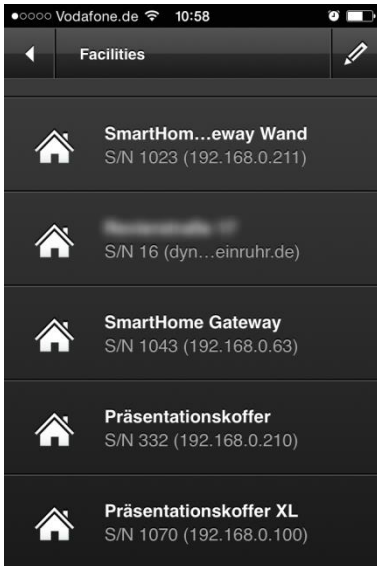 Vodafone.de 10:58
Facilities
SmartHom...eway Wand
S/N 1023 (192.168.0.211)
S/N 16 (dyn...einruhr.de)
SmartHome Gateway
S/N 1043 (192.168.0.63)
Präsentationskoffer
S/N 332 (192.168.0.210)
Präsentationskoffer XL
S/N 1070 (192.168.0.100)